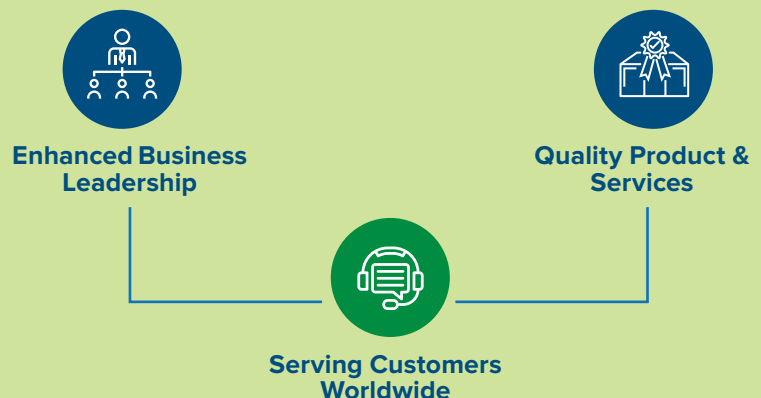 Enhanced Business
Leadership
Quality Product &
Services
Serving Customers
Worldwide